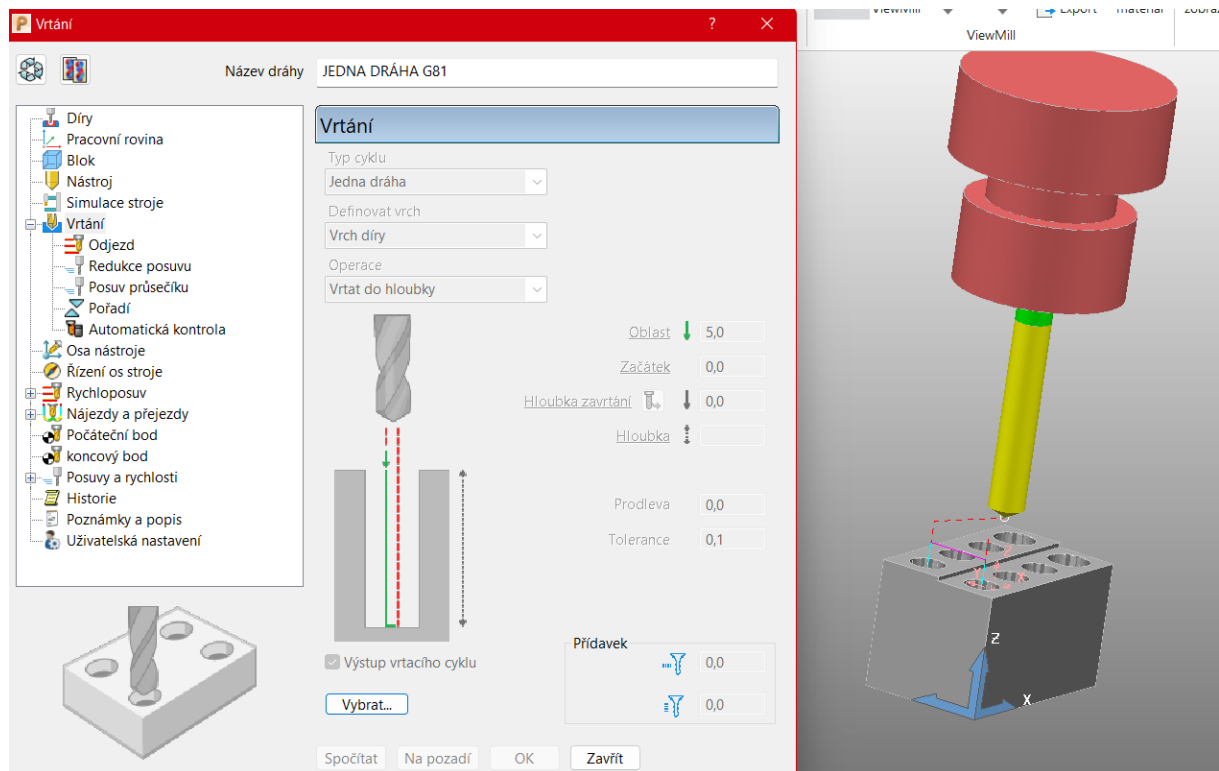 Vrtání
?
Název dráhy
JEDNA DRÁHA G81
Díry
Pracovní rovina
Blok
Nástroj
Simulace stroje
Vrtání
Odjezd
Redukce posuvu
Posuv průsečíku
Pořadí
Automatická kontrola
Osa nástroje
Řízení os stroje
Rychloposuv
Nájezdy a přejezdy
Počáteční bod
koncový bod
Posuvy a rychlosti
Historie
Poznámky a popis
Uživatelská nastavení
Vrtání
Typ cyklu
Jedna dráha
Definovat vrch
Vrch díry
Operace
Vrtat do hloubky
Oblast 5,0
Začátek 0,0
Hloubka zavrtání 0,0
Hloubka
Prodleva 0,0
Tolerance 0,1
Výstup vrtacího cyklu
Vybrat...
Přídavek
0,0
0,0
Spočítat Na pozadí OK Zavřít
ViewMill Export materiál
ViewMill
Z
X